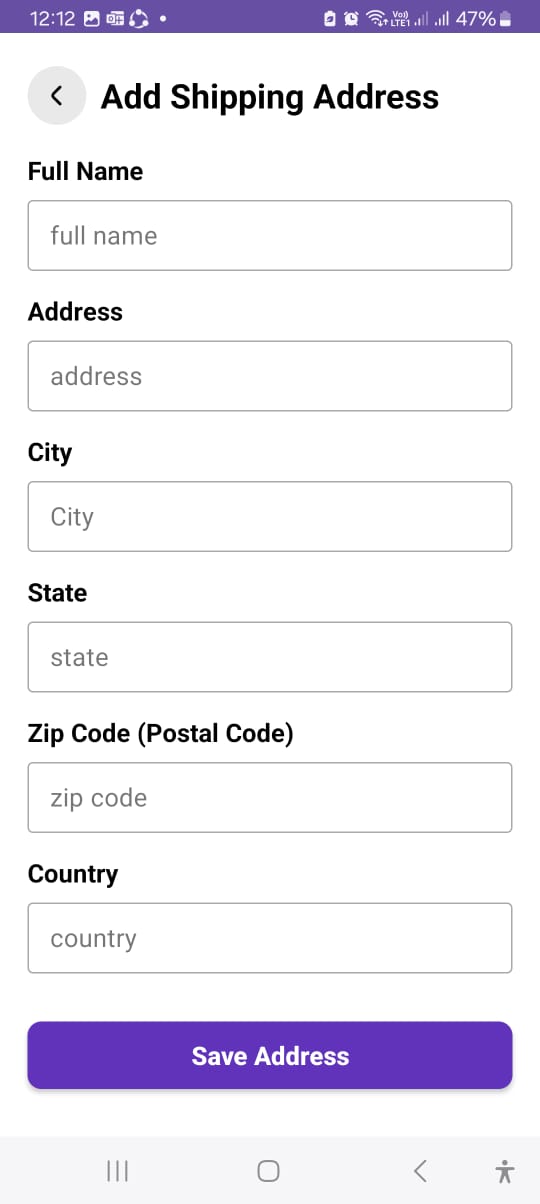 12:12
Vo))
LTE1
47%
Add Shipping Address
Full Name
full name
Address
address
City
City
State
state
Zip Code (Postal Code)
zip code
Country
country
Save Address